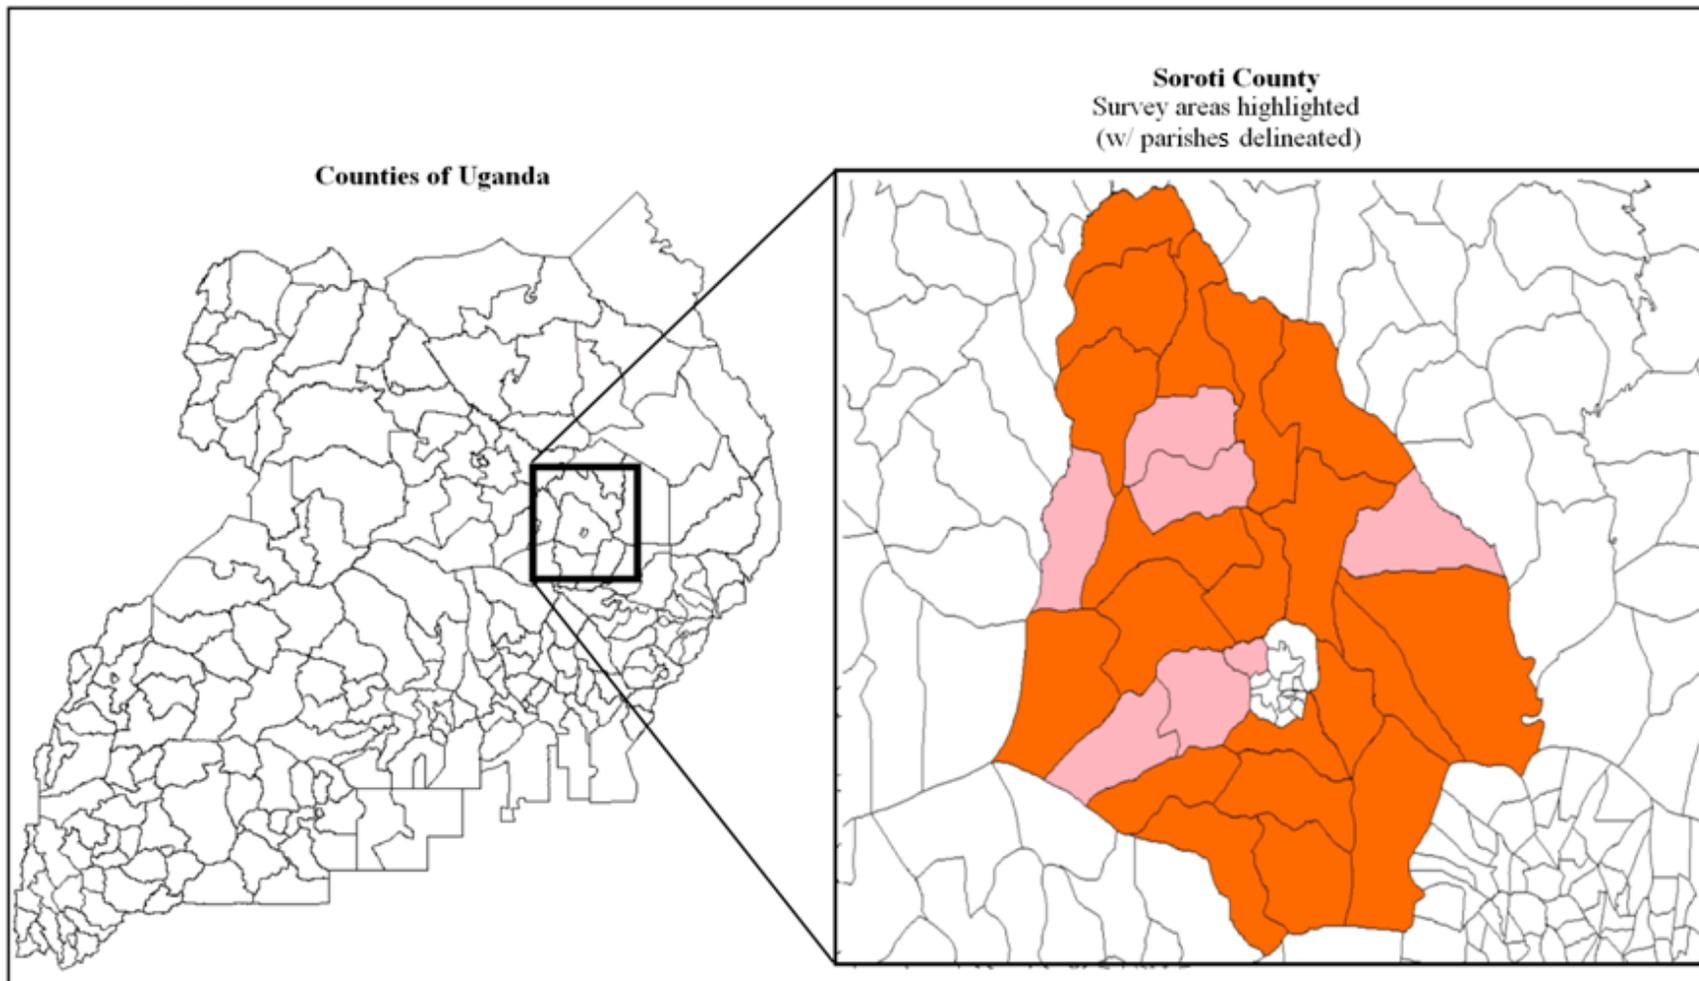 Soroti County
Survey areas highlighted
(w/ parishes delineated)
Counties of Uganda